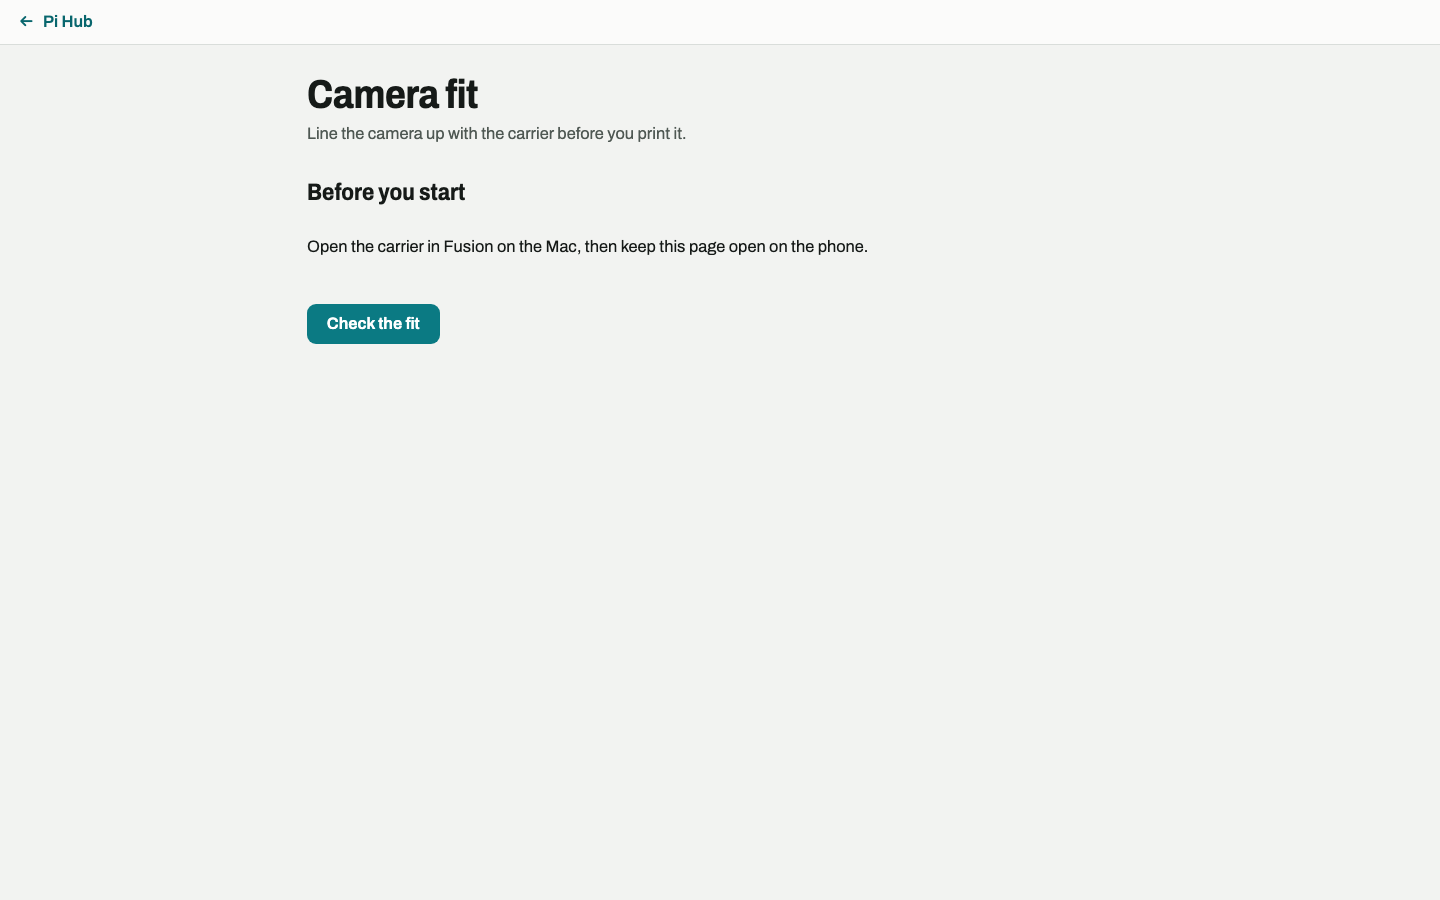 Pi Hub
Camera fit
Line the camera up with the carrier before you print it.
Before you start
Open the carrier in Fusion on the Mac, then keep this page open on the phone.
Check the fit